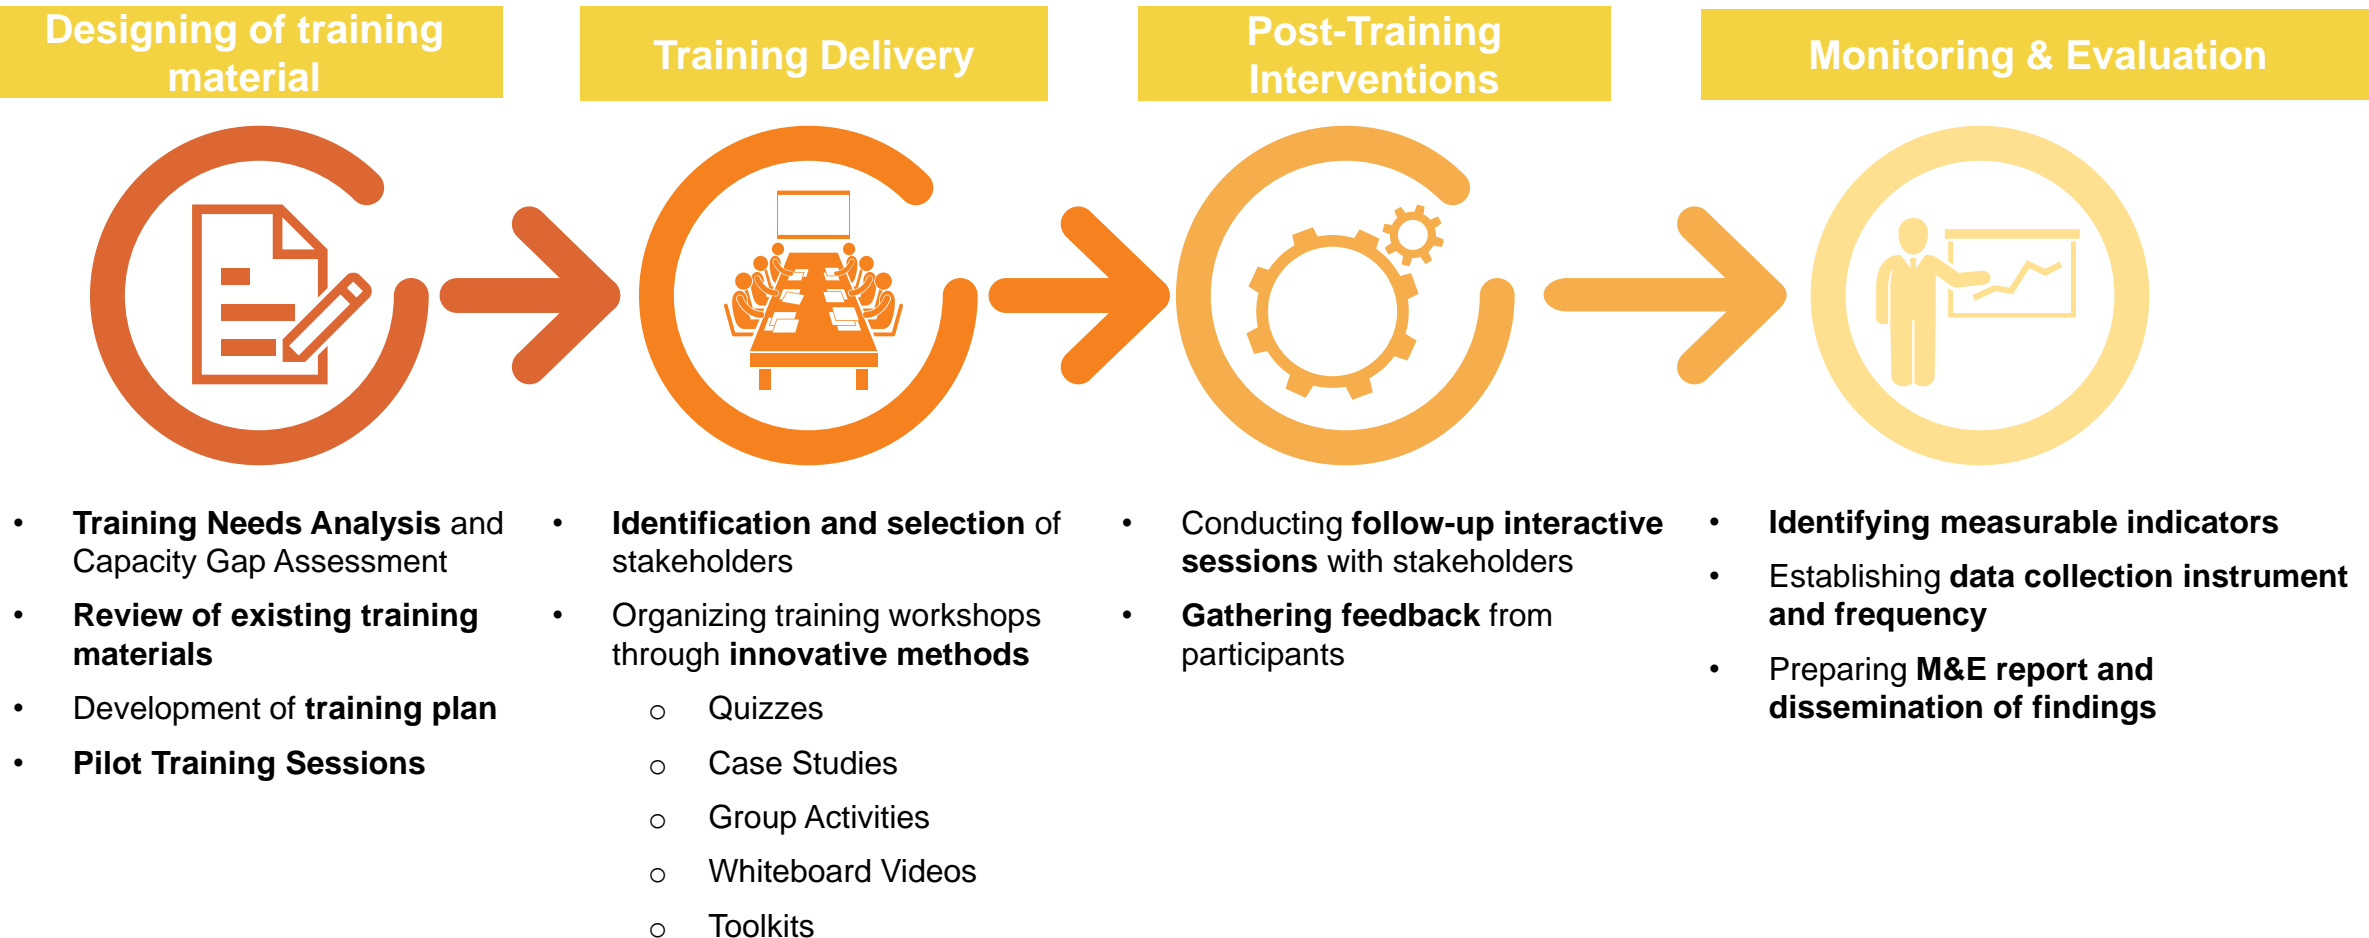 Designing of training
material
Training Delivery
Post-Training
Interventions
Monitoring & Evaluation
• Training Needs Analysis and
Capacity Gap Assessment
• Review of existing training
materials
• Development of training plan
• Pilot Training Sessions
• Identification and selection of
stakeholders
• Organizing training workshops
through innovative methods
o Quizzes
o Case Studies
o Group Activities
o Whiteboard Videos
o Toolkits
• Conducting follow-up interactive
sessions with stakeholders
• Gathering feedback from
participants
• Identifying measurable indicators
• Establishing data collection instrument
and frequency
• Preparing M&E report and
dissemination of findings